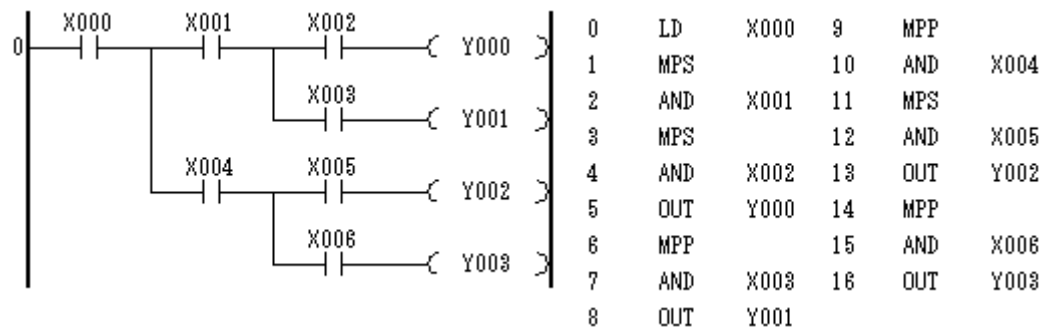 X000 X001 X002
0 Y000
X003
Y001
X004 X005
Y002
X006
Y003
0 LD X000
1 MPS
2 AND X001
3 MPS
4 AND X002
5 OUT Y000
6 MPP
7 AND X003
8 OUT Y001
9 MPP
10 AND X004
11 MPS
12 AND X005
13 OUT Y002
14 MPP
15 AND X006
16 OUT Y003